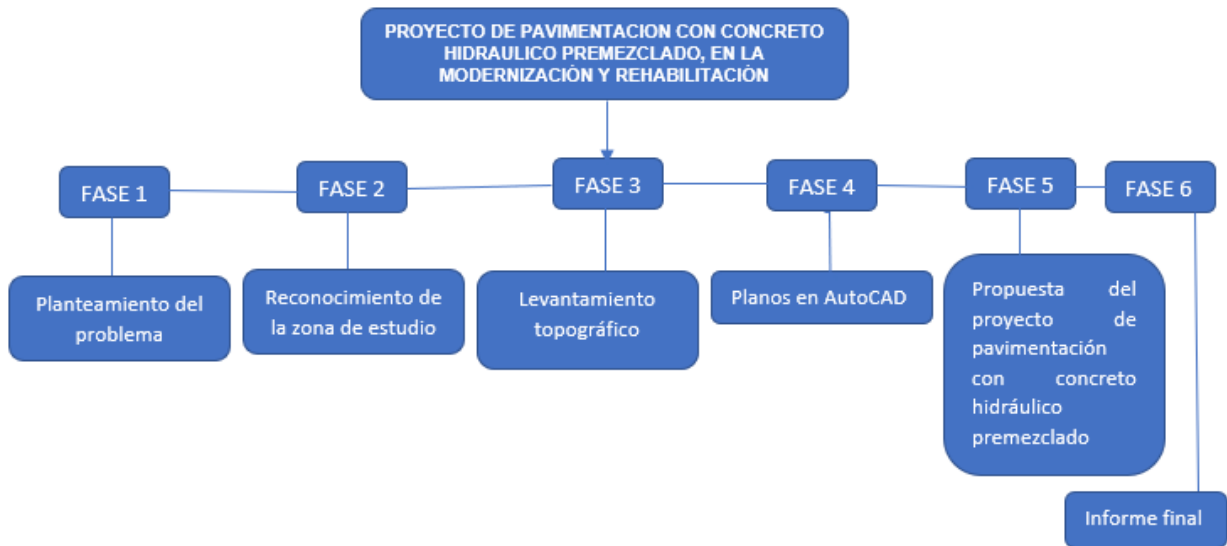 PROYECTO DE PAVIMENTACION CON CONCRETO
HIDRAULICO PREMEZCLADO, EN LA
MODERNIZACIÓN Y REHABILITACIÓN
FASE 1
FASE 2
FASE 3
FASE 4
FASE 5
FASE 6
Planteamiento del
problema
Reconocimiento de
la zona de estudio
Levantamiento
topográfico
Planos en AutoCAD
Propuesta del
proyecto de
pavimentación
con concreto
hidráulico
premezclado
Informe final